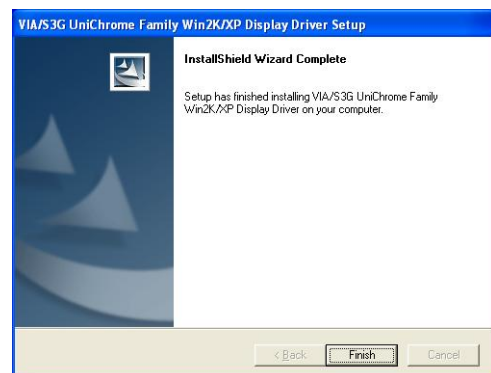 VIA/S3G UniChrome Family Win2K/XP Display Driver Setup
InstallShield Wizard Complete
Setup has finished installing VIA/S3G UniChrome Family
Win2K/XP Display Driver on your computer.
< Back
Finish
Cancel